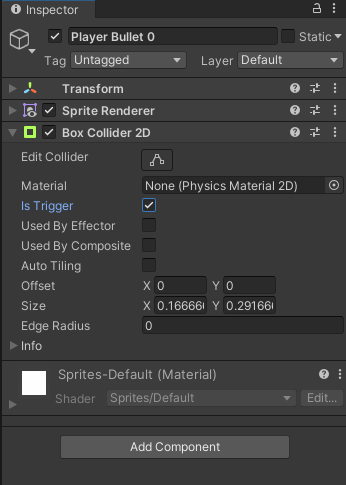 Inspector
Player Bullet 0 Static
Tag Untagged Layer Default
Transform
Sprite Renderer
Box Collider 2D
Edit Collider
Material None (Physics Material 2D)
Is Trigger
Used By Effector
Used By Composite
Auto Tiling
Offset X 0 Y 0
Size X 0.16666 Y 0.29166
Edge Radius 0
Info
Sprites-Default (Material)
Shader Sprites/Default Edit...
Add Component